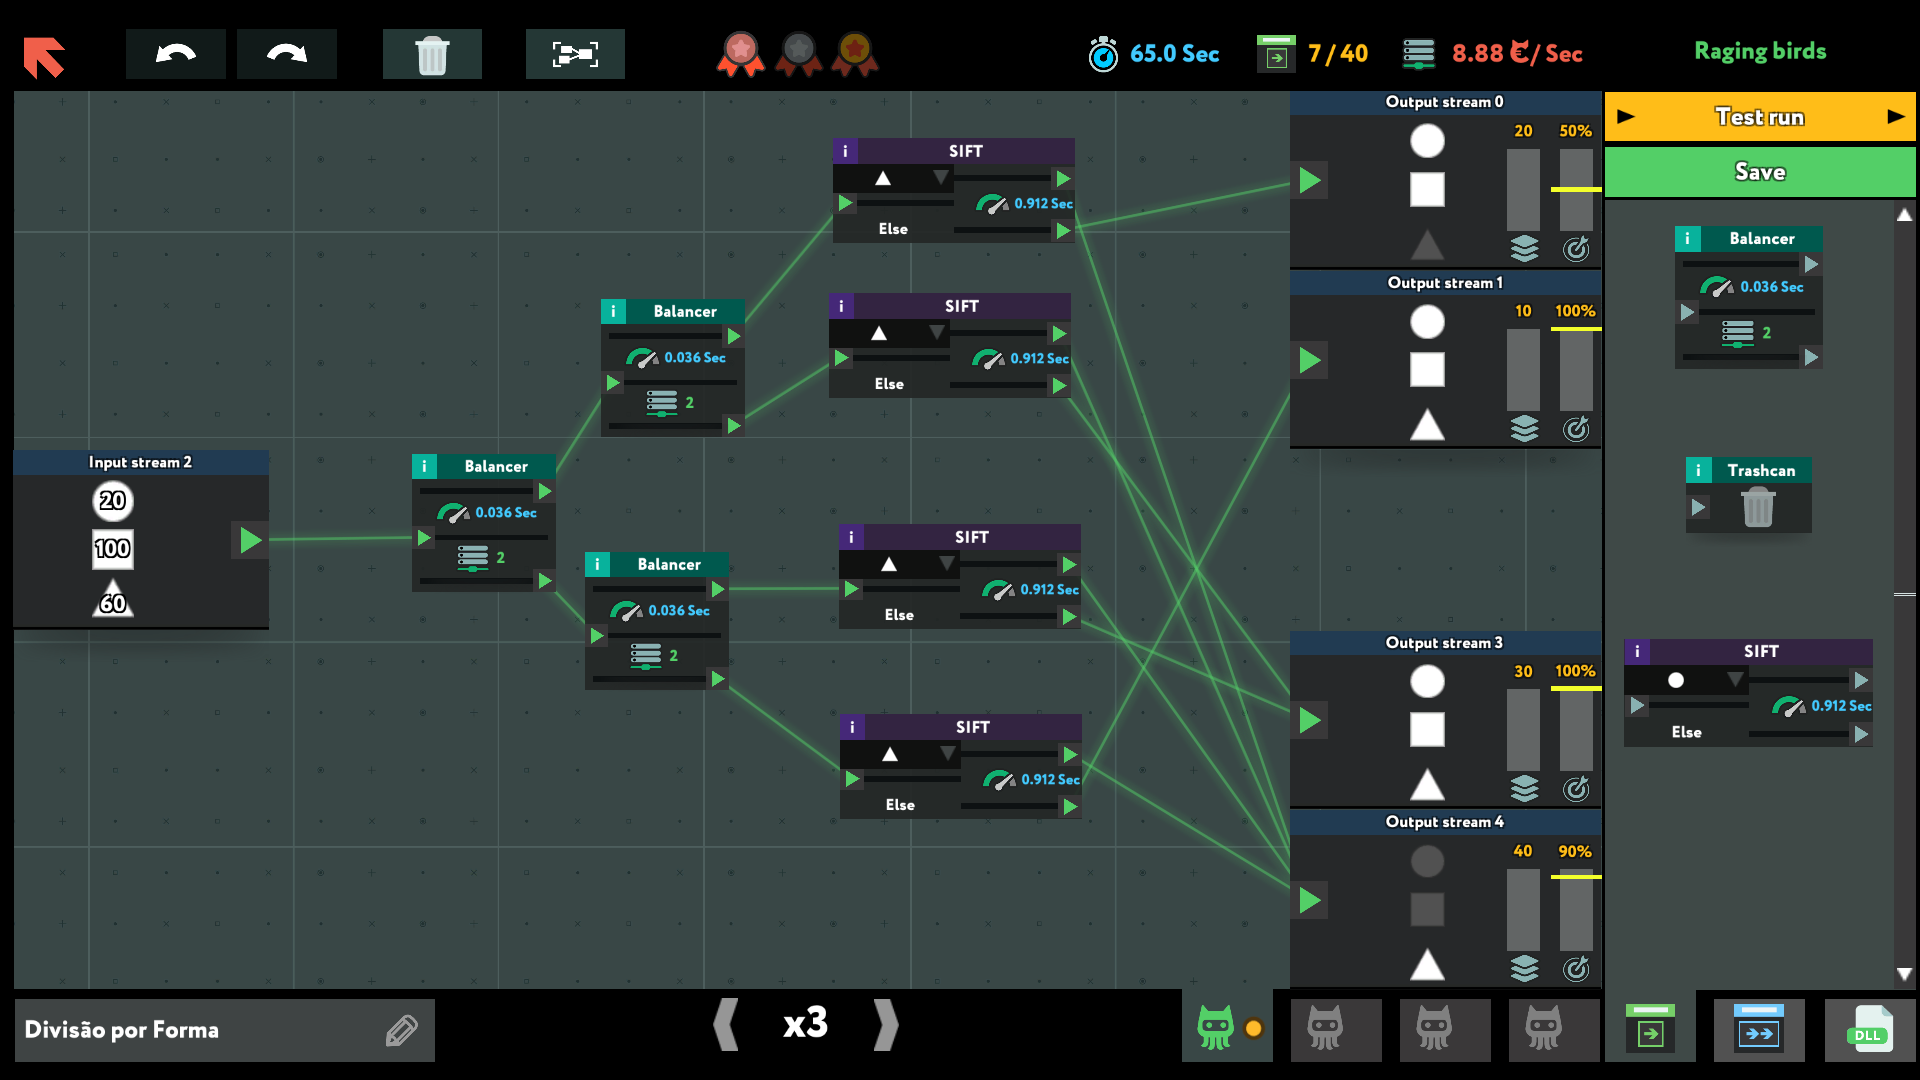 65.0 Sec
7 / 40
8.88 €/ Sec
Raging birds
Test run
Save
Output stream 0
20 50%
i SIFT
0.912 Sec
Else
Output stream 1
10 100%
i SIFT
0.912 Sec
Else
i Balancer
0.036 Sec
2
i Balancer
0.036 Sec
2
Input stream 2
20
100
60
i Balancer
0.036 Sec
2
i Trashcan
i SIFT
0.912 Sec
Else
i Balancer
0.036 Sec
2
Output stream 3
30 100%
i SIFT
0.912 Sec
Else
i SIFT
0.912 Sec
Else
Output stream 4
40 90%
Divisão por Forma
x3
DLL